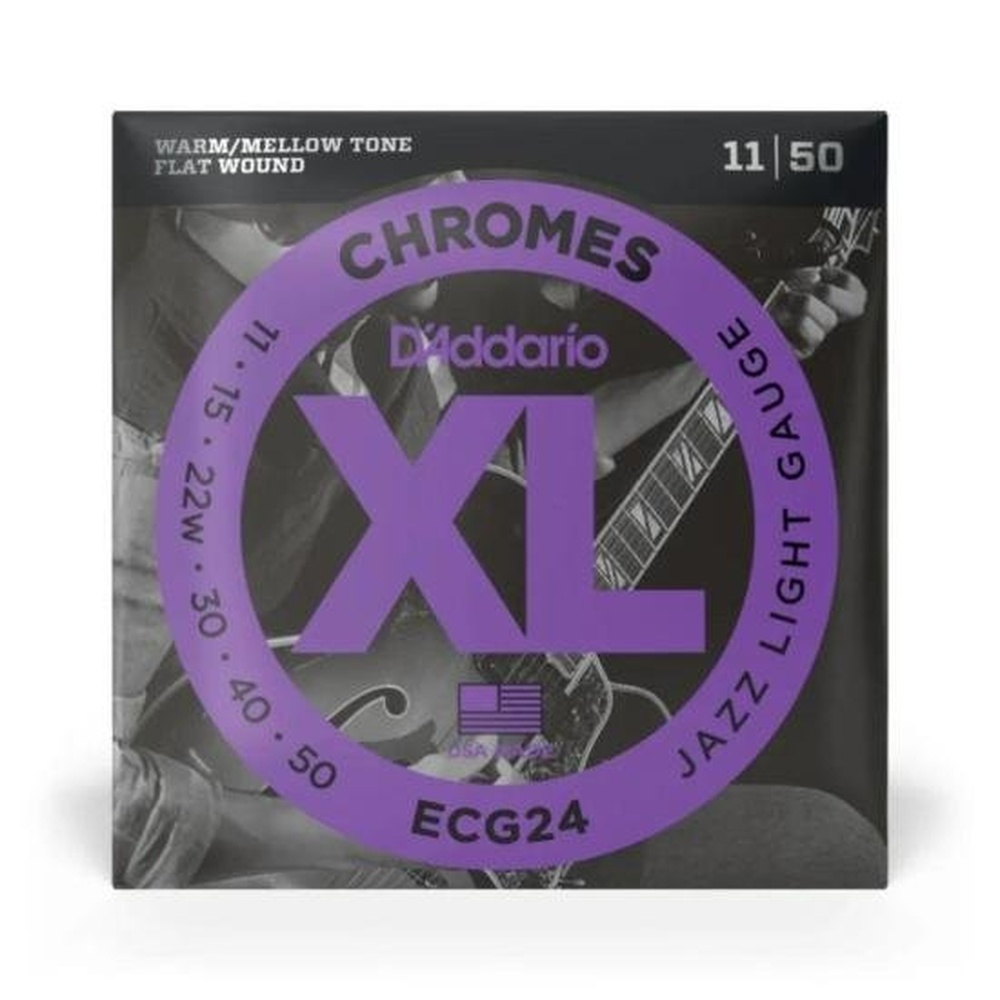 WARM/MELLOW TONE
FLAT WOUND
11|50
CHROMES
D'Addario
XL
11 • 15 • 22W • 30 • 40 • 50
JAZZ LIGHT GAUGE
USA
ECG24